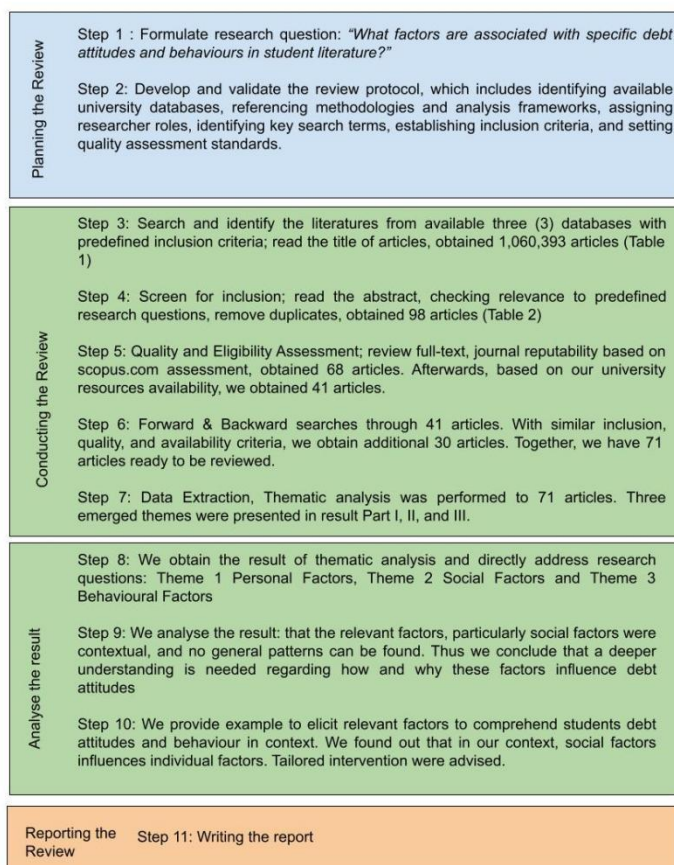 Planning the Review
Step 1 : Formulate research question: “What factors are associated with specific debt
attitudes and behaviours in student literature?”
Step 2: Develop and validate the review protocol, which includes identifying available
university databases, referencing methodologies and analysis frameworks, assigning
researcher roles, identifying key search terms, establishing inclusion criteria, and setting
quality assessment standards.
Conducting the Review
Step 3: Search and identify the literatures from available three (3) databases with
predefined inclusion criteria; read the title of articles, obtained 1,060,393 articles (Table
1)
Step 4: Screen for inclusion; read the abstract, checking relevance to predefined
research questions, remove duplicates, obtained 98 articles (Table 2)
Step 5: Quality and Eligibility Assessment; review full-text, journal reputability based on
scopus.com assessment, obtained 68 articles. Afterwards, based on our university
resources availability, we obtained 41 articles.
Step 6: Forward & Backward searches through 41 articles. With similar inclusion,
quality, and availability criteria, we obtain additional 30 articles. Together, we have 71
articles ready to be reviewed.
Step 7: Data Extraction, Thematic analysis was performed to 71 articles. Three
emerged themes were presented in result Part I, II, and III.
Analyse the result
Step 8: We obtain the result of thematic analysis and directly address research
questions: Theme 1 Personal Factors, Theme 2 Social Factors and Theme 3
Behavioural Factors
Step 9: We analyse the result: that the relevant factors, particularly social factors were
contextual, and no general patterns can be found. Thus we conclude that a deeper
understanding is needed regarding how and why these factors influence debt
attitudes
Step 10: We provide example to elicit relevant factors to comprehend students debt
attitudes and behaviour in context. We found out that in our context, social factors
influences individual factors. Tailored intervention were advised.
Reporting the
Review
Step 11: Writing the report